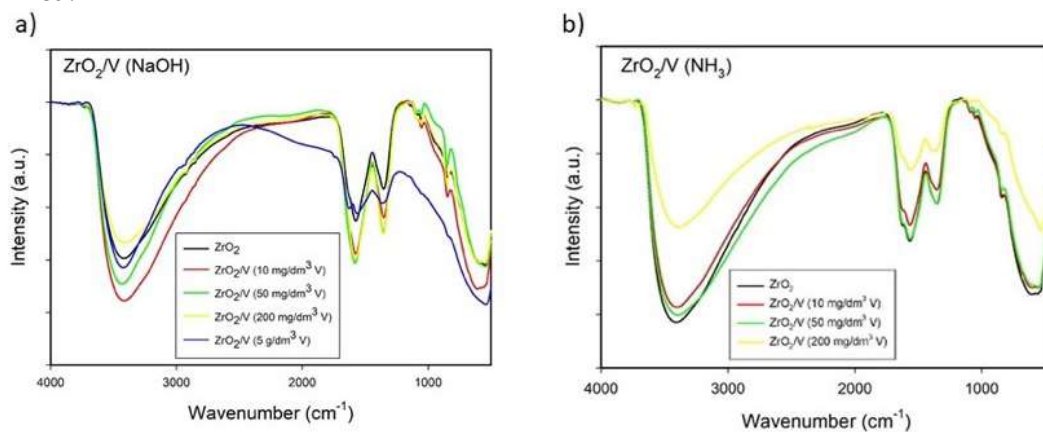 a)
ZrO₂/V (NaOH)
Intensity (a.u.)
ZrO₂
ZrO₂/V (10 mg/dm³ V)
ZrO₂/V (50 mg/dm³ V)
ZrO₂/V (200 mg/dm³ V)
ZrO₂/V (5 g/dm³ V)
4000 3000 2000 1000
Wavenumber (cm⁻¹)
b)
ZrO₂/V (NH₃)
Intensity (a.u.)
ZrO₂
ZrO₂/V (10 mg/dm³ V)
ZrO₂/V (50 mg/dm³ V)
ZrO₂/V (200 mg/dm³ V)
4000 3000 2000 1000
Wavenumber (cm⁻¹)